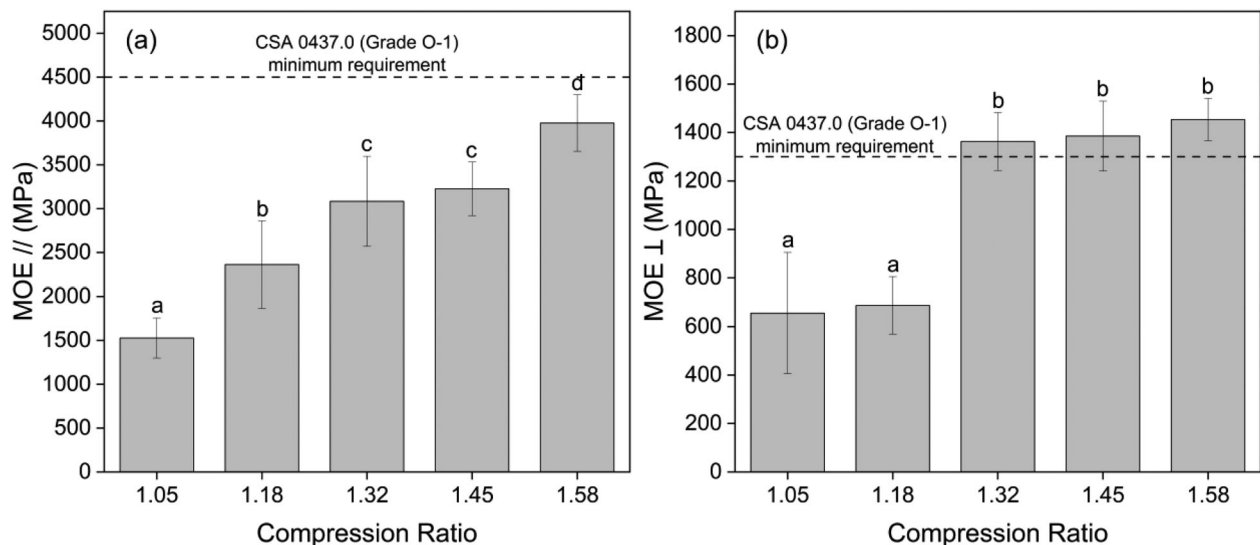 (a)
CSA 0437.0 (Grade O-1)
minimum requirement
MOE // (MPa)
5000
4500
4000
3500
3000
2500
2000
1500
1000
500
0
a
b
c
c
d
1.05 1.18 1.32 1.45 1.58
Compression Ratio
(b)
CSA 0437.0 (Grade O-1)
minimum requirement
MOE ⊥ (MPa)
1800
1600
1400
1200
1000
800
600
400
200
0
a
a
b
b
b
1.05 1.18 1.32 1.45 1.58
Compression Ratio